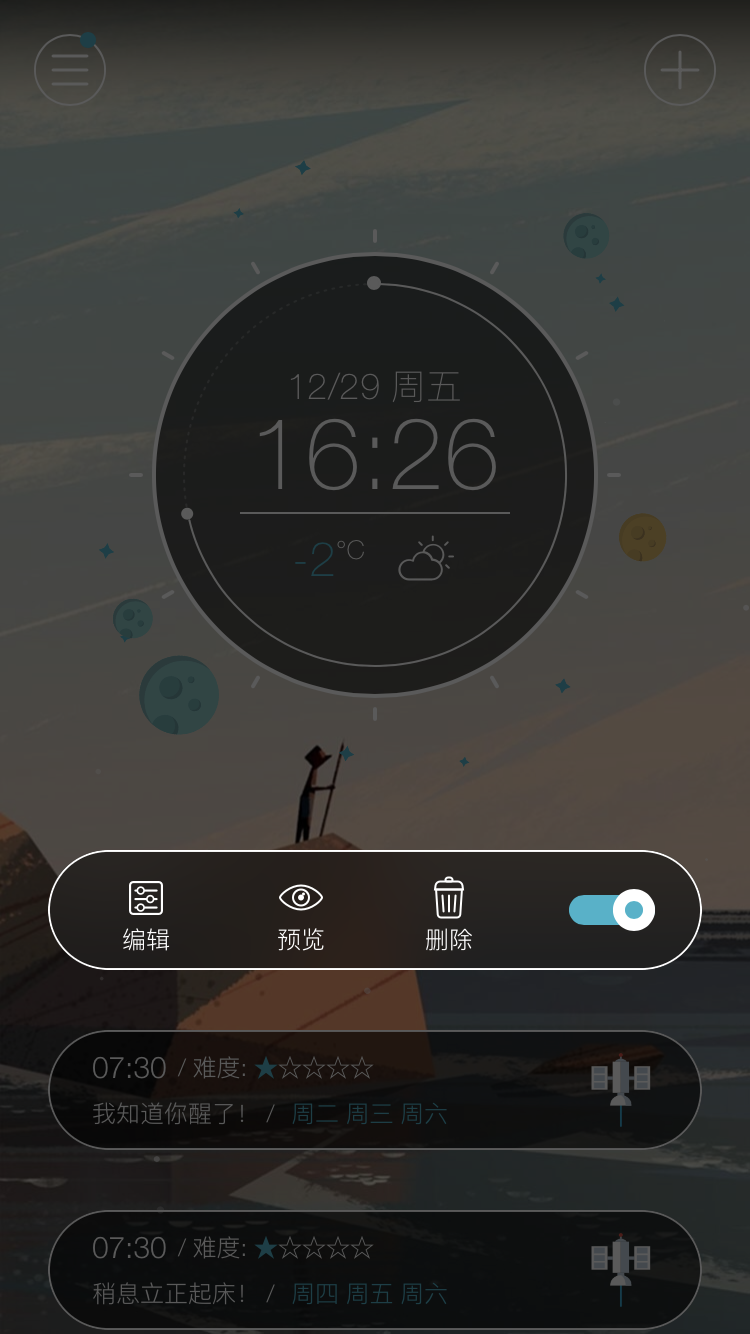 12/29 周五
16:26
-2°C
编辑 预览 删除
07:30 / 难度: ★☆☆☆☆
我知道你醒了! / 周二 周三 周六
07:30 / 难度: ★☆☆☆☆
稍息立正起床! / 周四 周五 周六